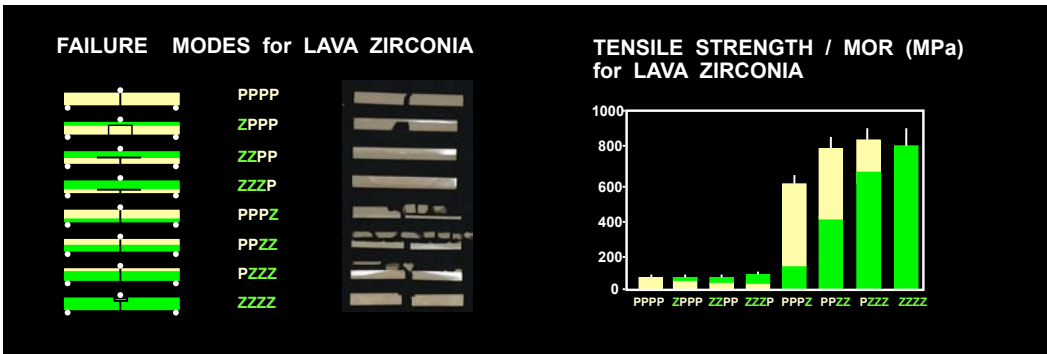 FAILURE MODES for LAVA ZIRCONIA
PPPP
ZPPP
ZZPP
ZZZP
PPPZ
PPZZ
PZZZ
ZZZZ
TENSILE STRENGTH / MOR (MPa)
for LAVA ZIRCONIA
1000
800
600
400
200
0
PPPP ZPPP ZZPP ZZZP PPPZ PPZZ PZZZ ZZZZ